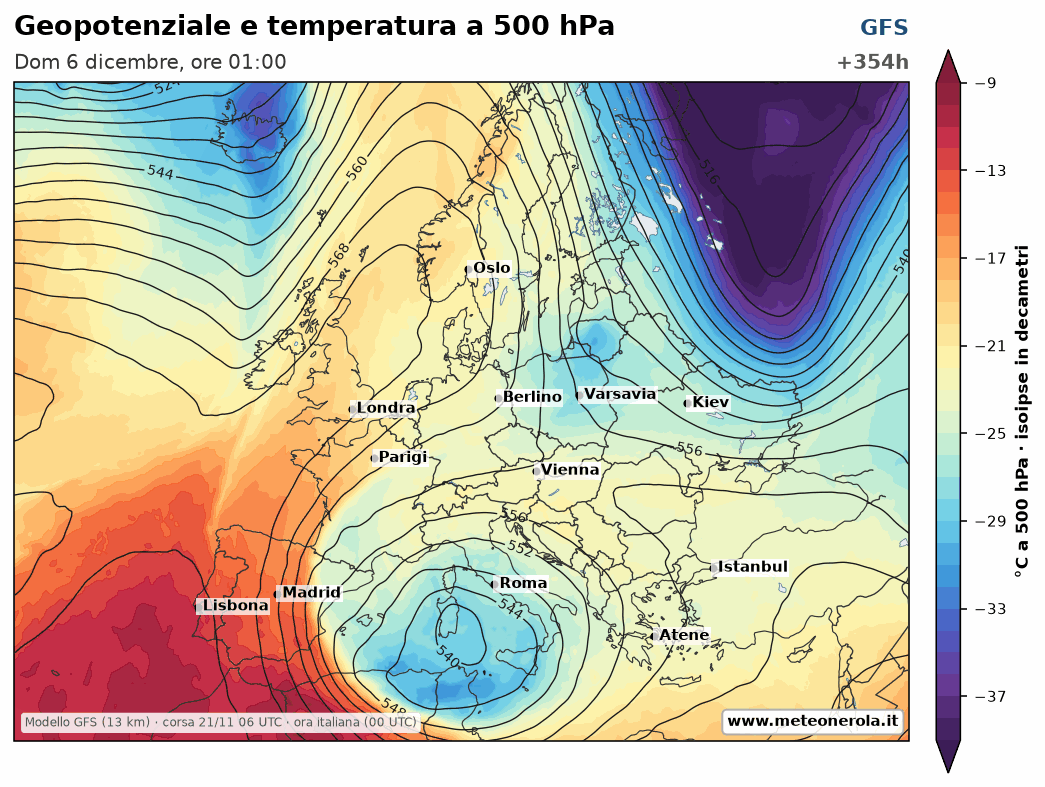 Geopotenziale e temperatura a 500 hPa
GFS
Dom 6 dicembre, ore 01:00
+354h
−9
−13
−17
−21
−25
−29
−33
−37
°C a 500 hPa · isoipse in decametri
544
560
516
568
540
Oslo
Berlino
Varsavia
Kiev
Londra
556
Parigi
Vienna
556
552
Istanbul
Roma
Madrid
Lisbona
544
Atene
540
548
Modello GFS (13 km) · corsa 21/11 06 UTC · ora italiana (00 UTC)
www.meteonerola.it